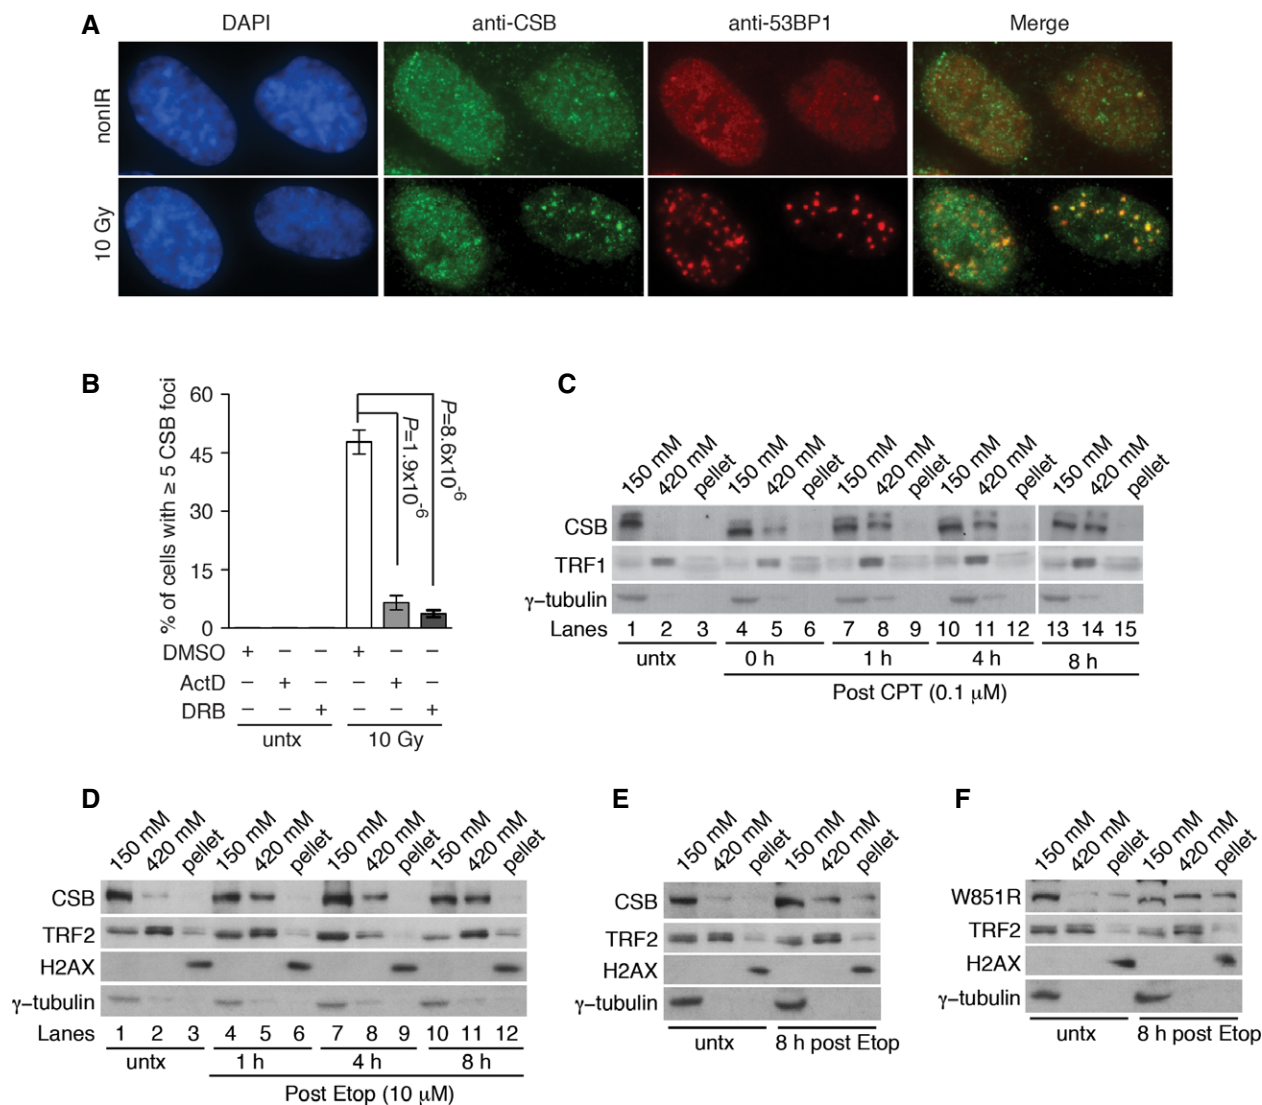 A
DAPI anti-CSB anti-53BP1 Merge
nonIR
10 Gy
B
% of cells with ≥ 5 CSB foci
60
45
30
15
0
P=1.9x10-6
P=8.6x10-6
DMSO + − − + − −
ActD − + − − + −
DRB − − + − − +
untx 10 Gy
C
150 mM 420 mM pellet 150 mM 420 mM pellet 150 mM 420 mM pellet 150 mM 420 mM pellet 150 mM 420 mM pellet
CSB
TRF1
γ−tubulin
Lanes 1 2 3 4 5 6 7 8 9 10 11 12 13 14 15
untx 0 h 1 h 4 h 8 h
Post CPT (0.1 μM)
D
150 mM 420 mM pellet 150 mM 420 mM pellet 150 mM 420 mM pellet 150 mM 420 mM pellet
CSB
TRF2
H2AX
γ−tubulin
Lanes 1 2 3 4 5 6 7 8 9 10 11 12
untx 1 h 4 h 8 h
Post Etop (10 μM)
E
150 mM 420 mM pellet 150 mM 420 mM pellet
CSB
TRF2
H2AX
γ−tubulin
untx 8 h post Etop
F
150 mM 420 mM pellet 150 mM 420 mM pellet
W851R
TRF2
H2AX
γ−tubulin
untx 8 h post Etop